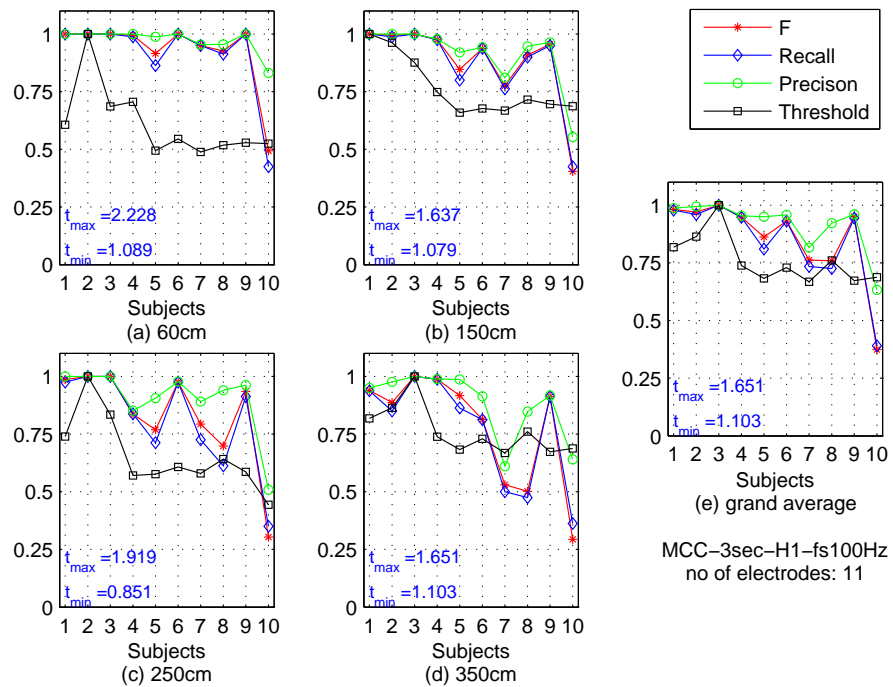 1
0.75
0.5
0.25
0
t_max =2.228
t_min =1.089
1 2 3 4 5 6 7 8 9 10
Subjects
(a) 60cm
1
0.75
0.5
0.25
0
t_max =1.637
t_min =1.079
1 2 3 4 5 6 7 8 9 10
Subjects
(b) 150cm
F
Recall
Precison
Threshold
1
0.75
0.5
0.25
0
t_max =1.919
t_min =0.851
1 2 3 4 5 6 7 8 9 10
Subjects
(c) 250cm
1
0.75
0.5
0.25
0
t_max =1.651
t_min =1.103
1 2 3 4 5 6 7 8 9 10
Subjects
(d) 350cm
1
0.75
0.5
0.25
0
t_max =1.651
t_min =1.103
1 2 3 4 5 6 7 8 9 10
Subjects
(e) grand average
MCC−3sec−H1−fs100Hz
no of electrodes: 11